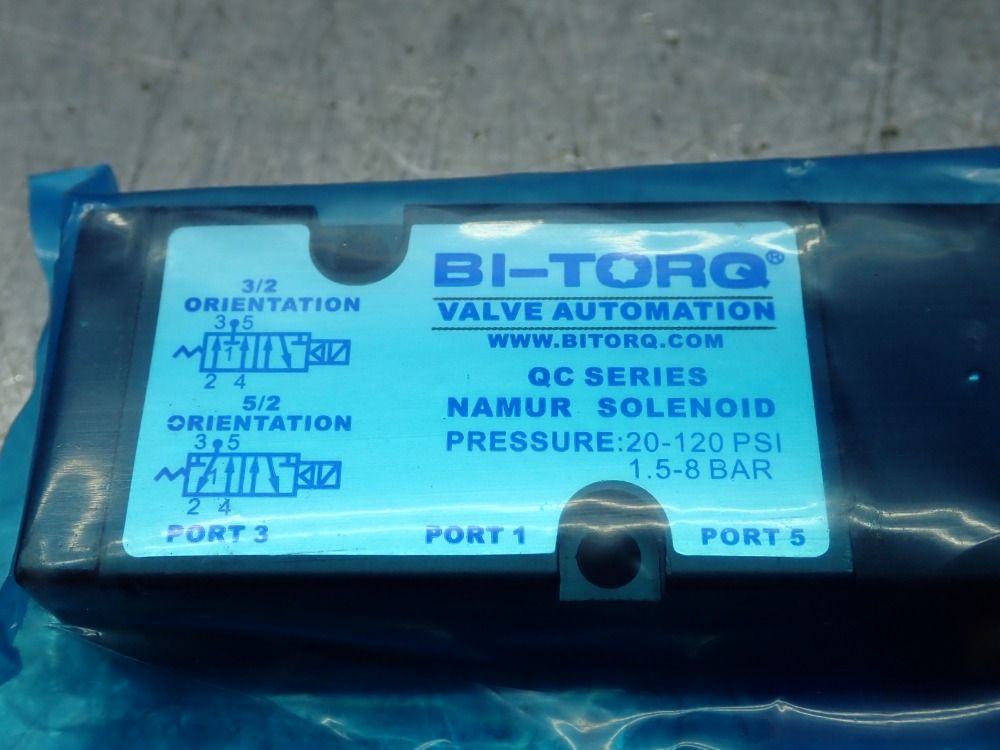 3/2
ORIENTATION
3 5
1
2 4
5/2
ORIENTATION
3 5
1
2 4
BI-TORQ®
VALVE AUTOMATION
WWW.BITORQ.COM
QC SERIES
NAMUR SOLENOID
PRESSURE:20-120 PSI
1.5-8 BAR
PORT 3 PORT 1 PORT 5